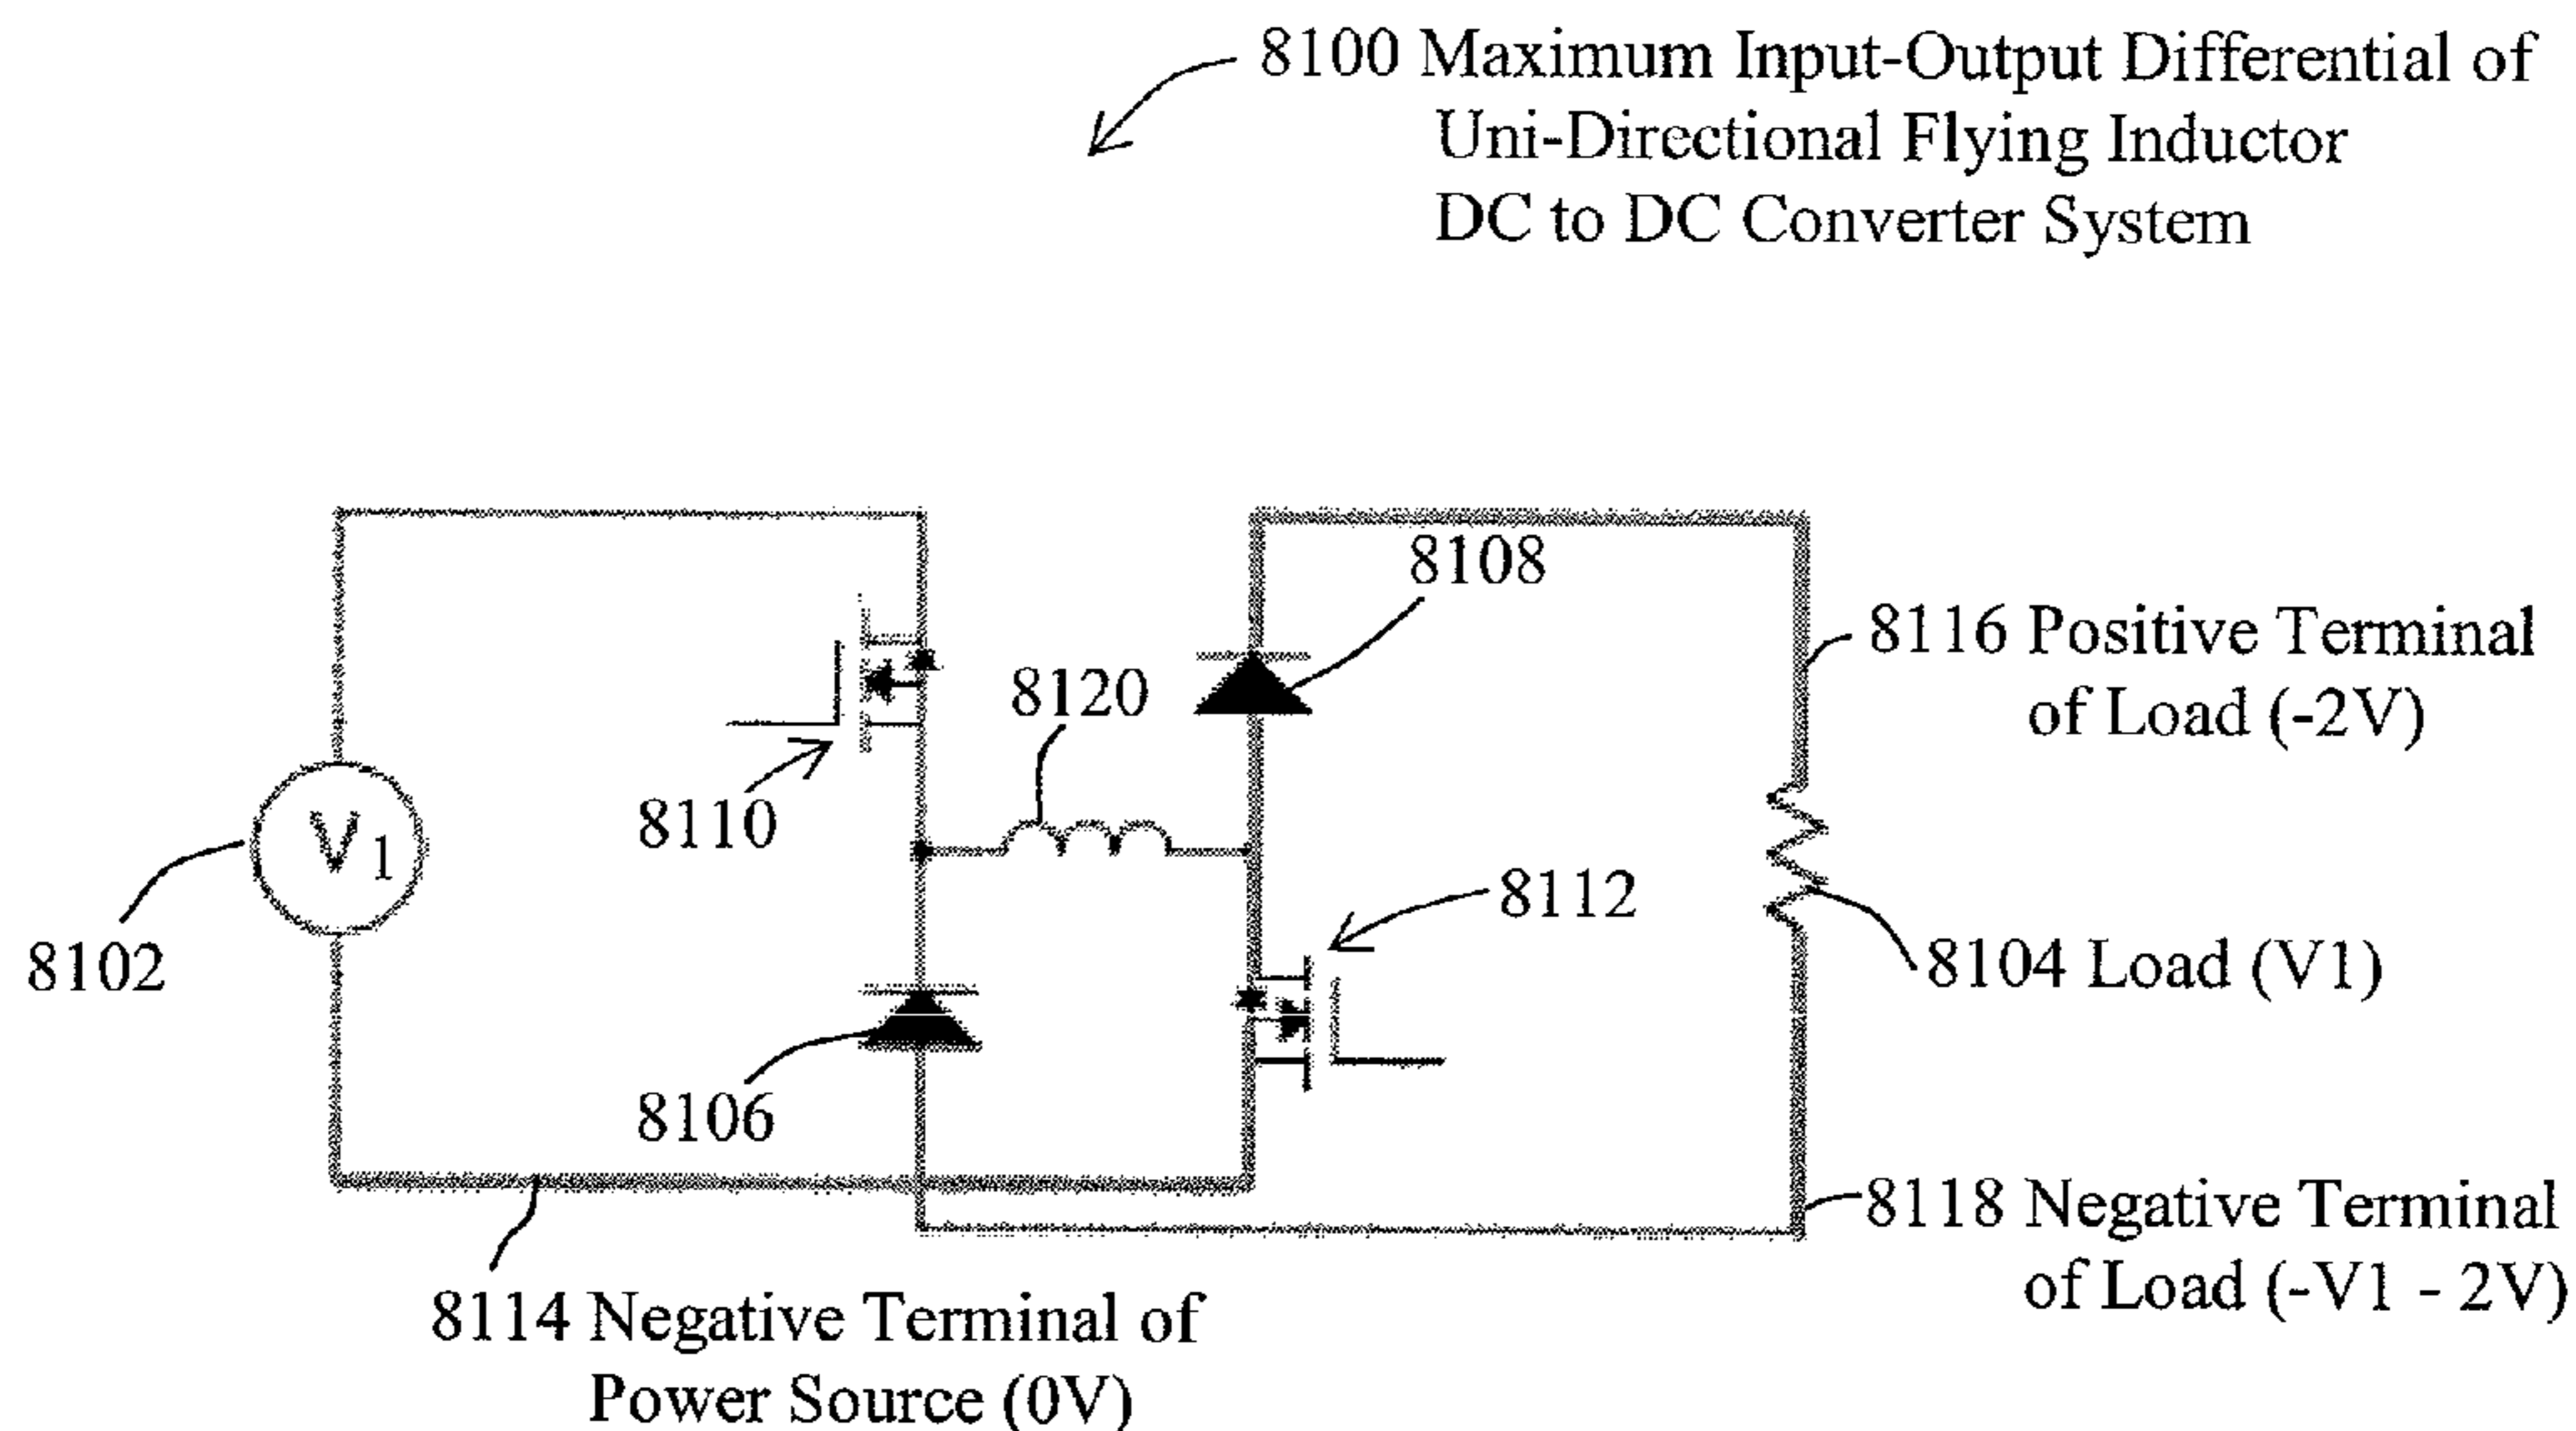 8100 Maximum Input-Output Differential of
Uni-Directional Flying Inductor
DC to DC Converter System
8108
8116 Positive Terminal
of Load (-2V)
8120
8110
V1
8112
8102
8104 Load (V1)
8106
8118 Negative Terminal
of Load (-V1 - 2V)
8114 Negative Terminal of
Power Source (0V)